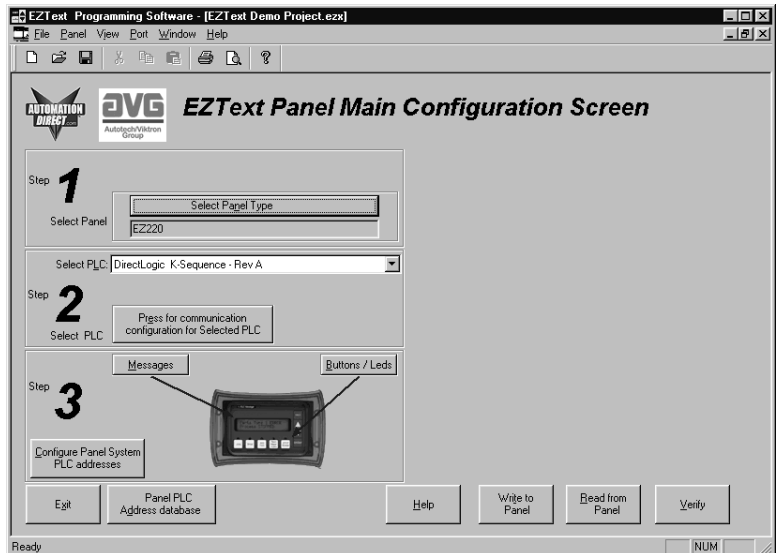 EZText Programming Software - [EZText Demo Project.ezx]
File Panel View Port Window Help
AUTOMATION
DIRECT.com
AVG
Autotech/Viktron
Group
EZText Panel Main Configuration Screen
Step 1
Select Panel Type
Select Panel
EZ220
Select PLC: DirectLogic K-Sequence - Rev A
Step 2
Press for communication
configuration for Selected PLC
Select PLC
Messages
Buttons / Leds
Step 3
Configure Panel System
PLC addresses
Exit
Panel PLC
Address database
Help
Write to
Panel
Read from
Panel
Verify
Ready
NUM